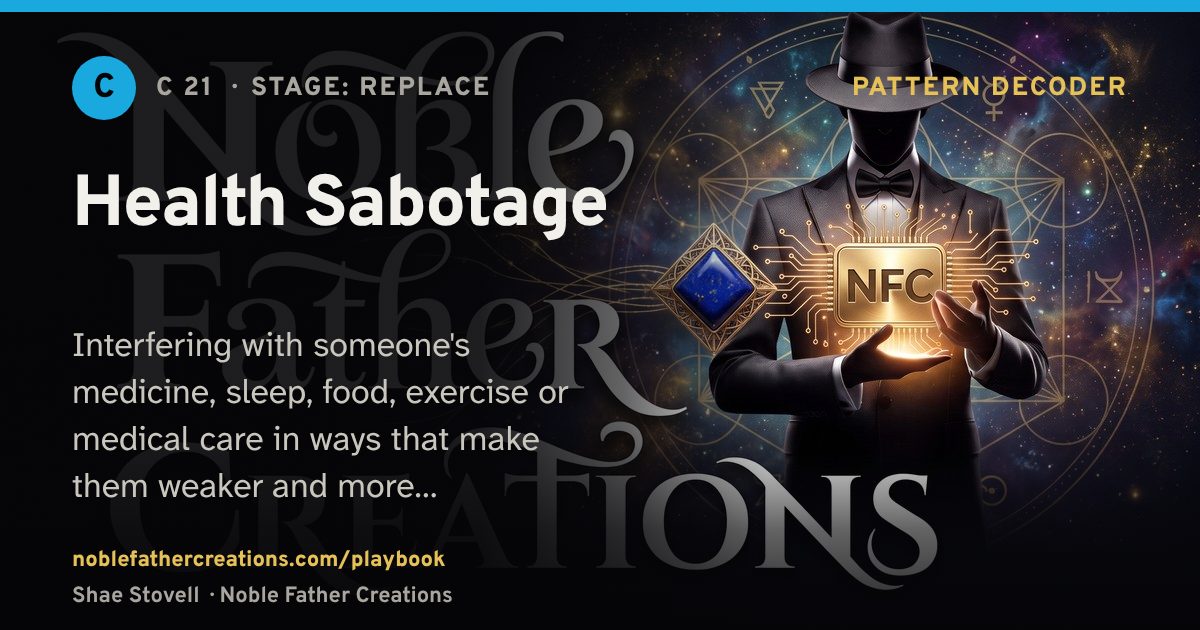 C
C 21 · STAGE: REPLACE
PATTERN DECODER
Health Sabotage
Interfering with someone's
medicine, sleep, food, exercise or
medical care in ways that make
them weaker and more...
noblefathercreations.com/playbook
Shae Stovell · Noble Father Creations
Noble
Father
Creations
NFC